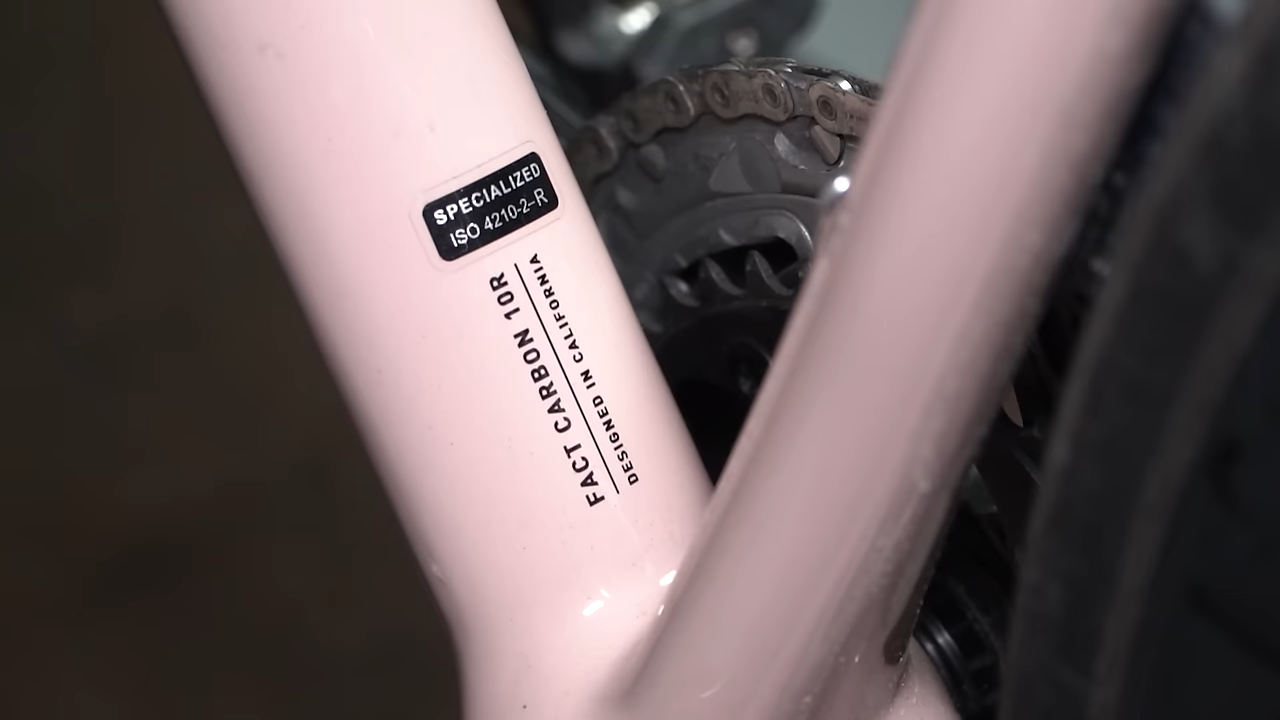 SPECIALIZED
ISO 4210-2-R
FACT CARBON 10R
DESIGNED IN CALIFORNIA